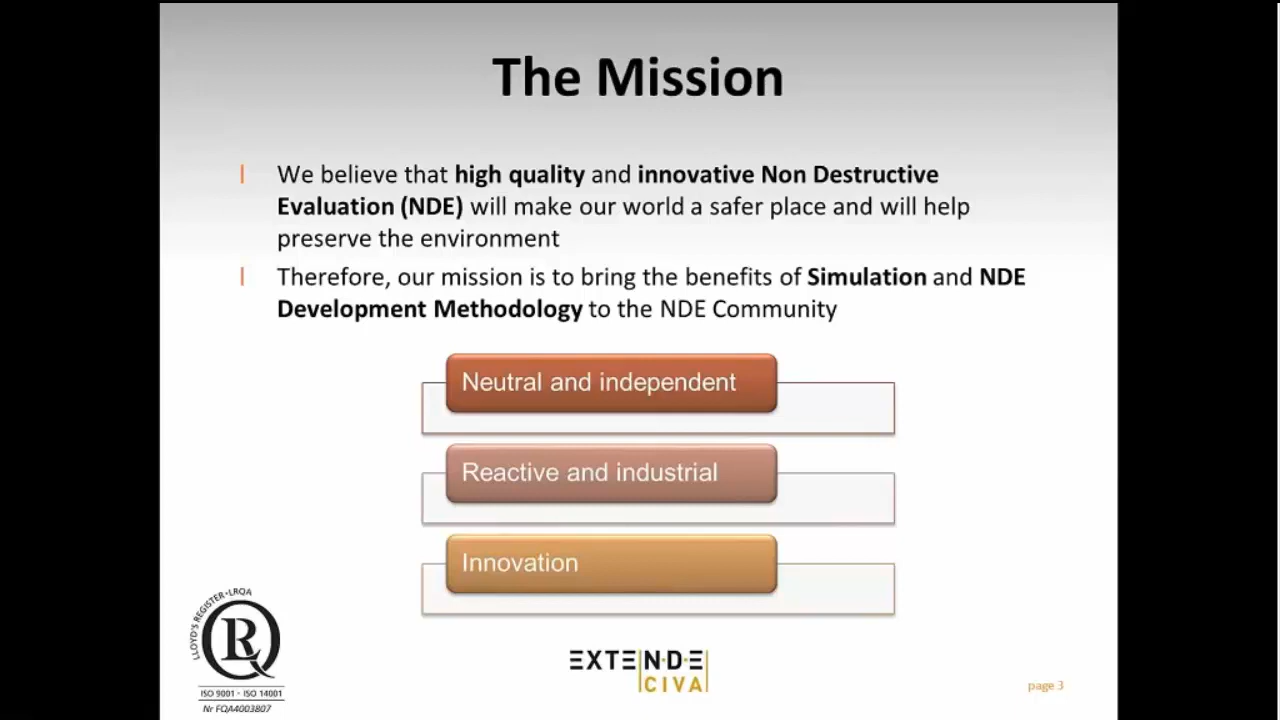 The Mission
We believe that high quality and innovative Non Destructive
Evaluation (NDE) will make our world a safer place and will help
preserve the environment
Therefore, our mission is to bring the benefits of Simulation and NDE
Development Methodology to the NDE Community
Neutral and independent
Reactive and industrial
Innovation
LLOYD'S REGISTER • LRQA
LRQ
ISO 9001 - ISO 14001
Nr FQA4003807
EXTENDE
CIVA
page 3